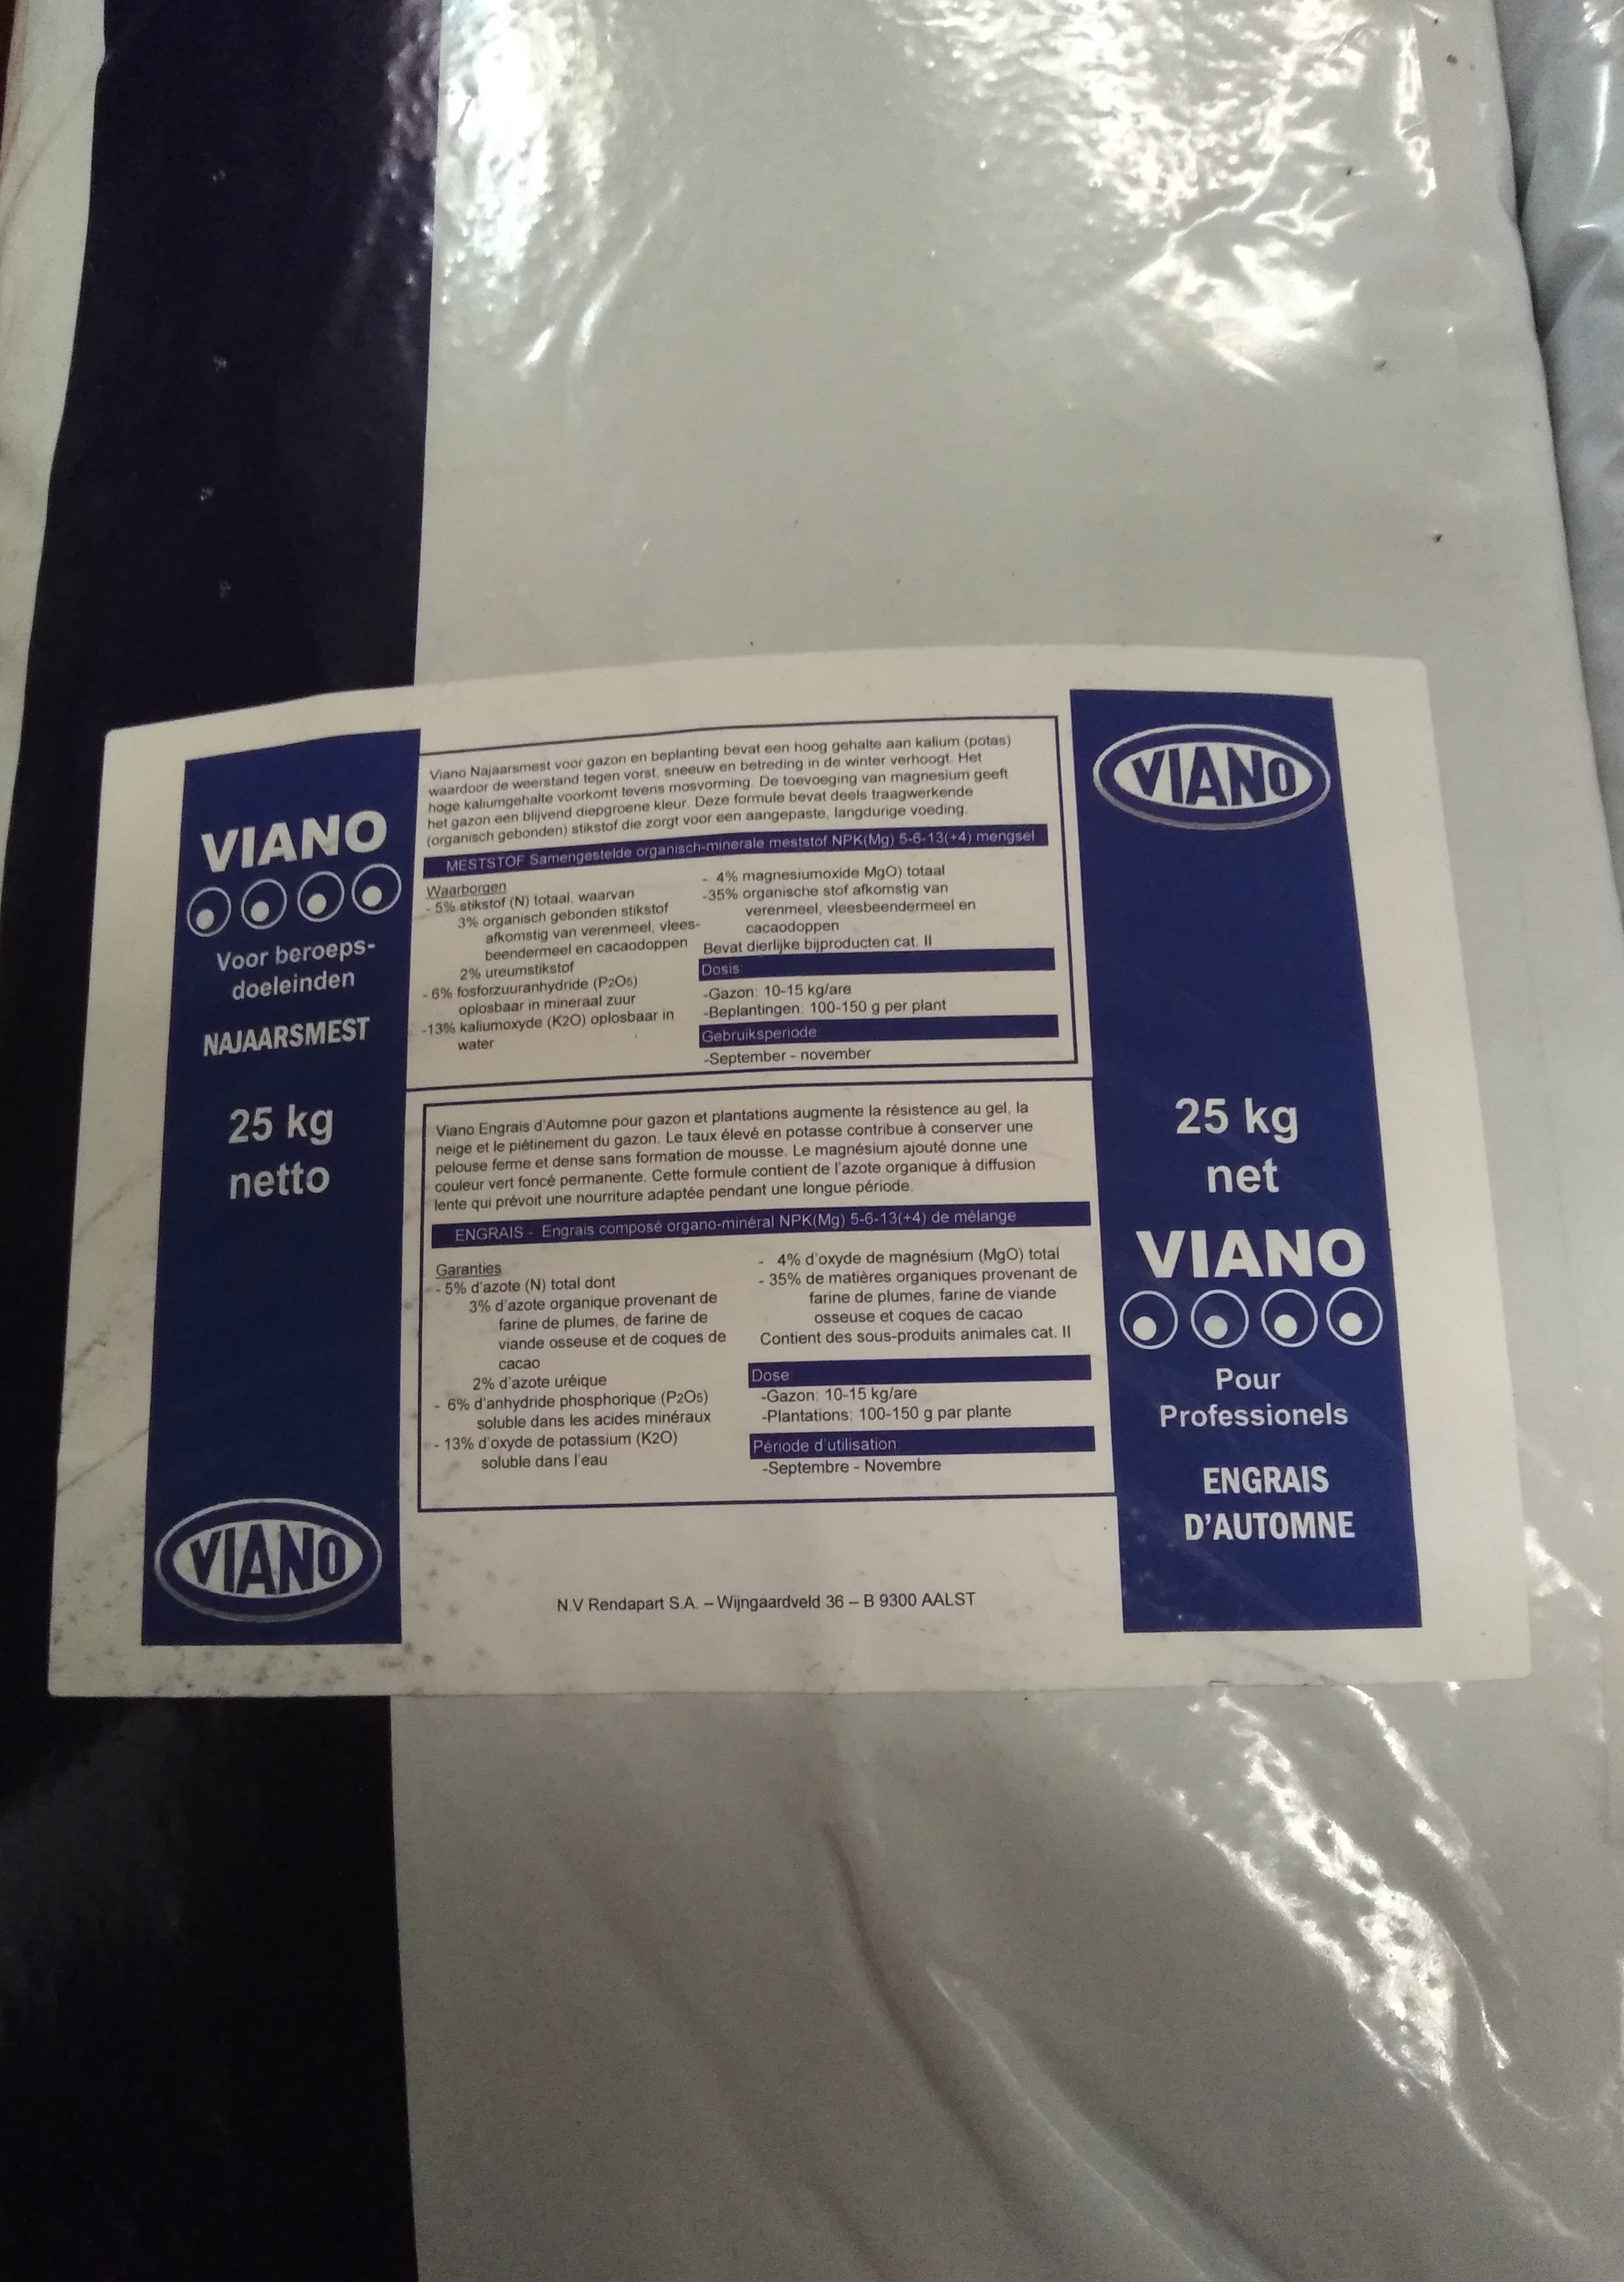 VIANO
Voor beroeps-
doeleinden
NAJAARSMEST
25 kg
netto
VIANO
Viano Najaarsmest voor gazon en beplanting bevat een hoog gehalte aan kalium (potas)
waardoor de weerstand tegen vorst, sneeuw en betreding in de winter verhoogt. Het
hoge kaliumgehalte voorkomt tevens mosvorming. De toevoeging van magnesium geeft
het gazon een blijvend diepgroene kleur. Deze formule bevat deels traagwerkende
(organisch gebonden) stikstof die zorgt voor een aangepaste, langdurige voeding.
MESTSTOF Samengestelde organisch-minerale meststof NPK(Mg) 5-6-13(+4) mengsel
Waarborgen
- 5% stikstof (N) totaal, waarvan
3% organisch gebonden stikstof
afkomstig van verenmeel, vlees-
beendermeel en cacaodoppen
2% ureumstikstof
- 6% fosforzuuranhydride (P2O5)
oplosbaar in mineraal zuur
-13% kaliumoxyde (K2O) oplosbaar in
water
- 4% magnesiumoxide MgO) totaal
-35% organische stof afkomstig van
verenmeel, vleesbeendermeel en
cacaodoppen
Bevat dierlijke bijproducten cat. II
Dosis:
-Gazon: 10-15 kg/are
-Beplantingen: 100-150 g per plant
Gebruiksperiode:
-September - november
Viano Engrais d'Automne pour gazon et plantations augmente la résistence au gel, la
neige et le piétinement du gazon. Le taux élevé en potasse contribue à conserver une
pelouse ferme et dense sans formation de mousse. Le magnésium ajouté donne une
couleur vert foncé permanente. Cette formule contient de l'azote organique à diffusion
lente qui prévoit une nourriture adaptée pendant une longue période.
ENGRAIS - Engrais composé organo-minéral NPK(Mg) 5-6-13(+4) de mélange
Garanties
- 5% d'azote (N) total dont
3% d'azote organique provenant de
farine de plumes, de farine de
viande osseuse et de coques de
cacao
2% d'azote uréique
- 6% d'anhydride phosphorique (P2O5)
soluble dans les acides minéraux
- 13% d'oxyde de potassium (K2O)
soluble dans l'eau
- 4% d'oxyde de magnésium (MgO) total
- 35% de matières organiques provenant de
farine de plumes, farine de viande
osseuse et coques de cacao
Contient des sous-produits animales cat. II
Dose:
-Gazon: 10-15 kg/are
-Plantations: 100-150 g par plante
Période d'utilisation:
-Septembre - Novembre
N.V Rendapart S.A. – Wijngaardveld 36 – B 9300 AALST
VIANO
25 kg
net
VIANO
Pour
Professionels
ENGRAIS
D'AUTOMNE